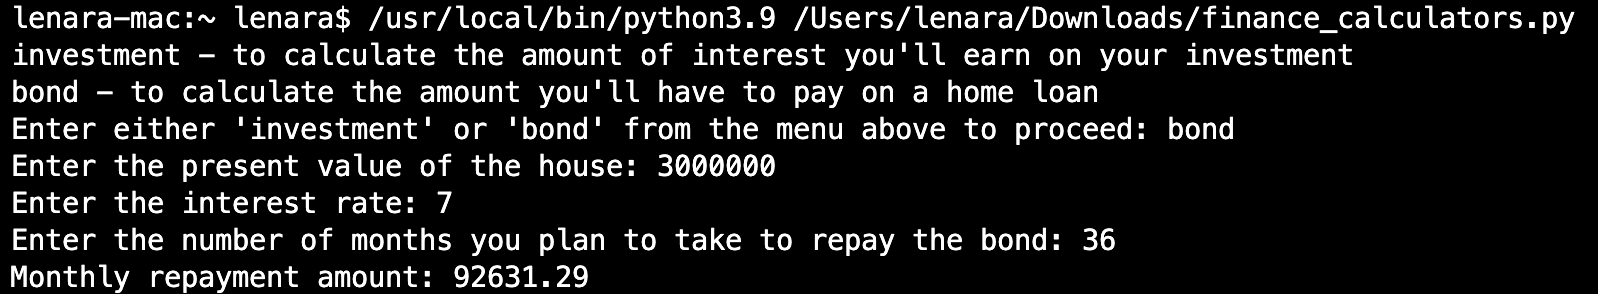 lenara-mac:~ lenara$ /usr/local/bin/python3.9 /Users/lenara/Downloads/finance_calculators.py
investment – to calculate the amount of interest you'll earn on your investment
bond – to calculate the amount you'll have to pay on a home loan
Enter either 'investment' or 'bond' from the menu above to proceed: bond
Enter the present value of the house: 3000000
Enter the interest rate: 7
Enter the number of months you plan to take to repay the bond: 36
Monthly repayment amount: 92631.29